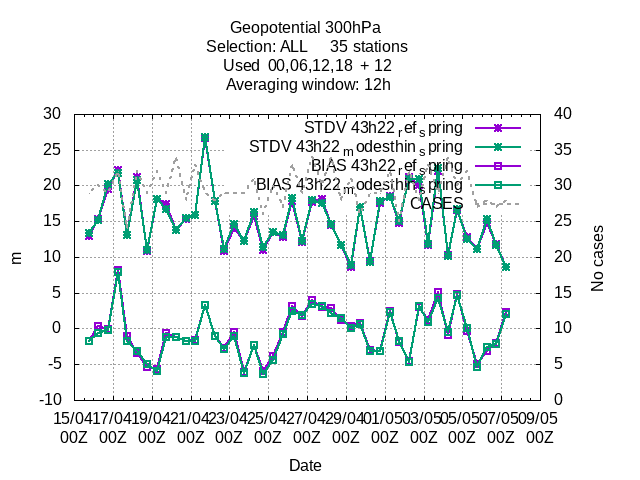 Geopotential 300hPa
Selection: ALL 35 stations
Used 00,06,12,18 + 12
Averaging window: 12h
30 40
STDV 43h22refspring
STDV 43h22modesthinspring
BIAS 43h22refspring
BIAS 43h22modesthinspring
CASES
25 35
20 30
15 25
10 20
5 15
0 10
-5 5
-10 0
m
No cases
15/04 17/04 19/04 21/04 23/04 25/04 27/04 29/04 01/05 03/05 05/05 07/05 09/05
00Z 00Z 00Z 00Z 00Z 00Z 00Z 00Z 00Z 00Z 00Z 00Z 00Z
Date